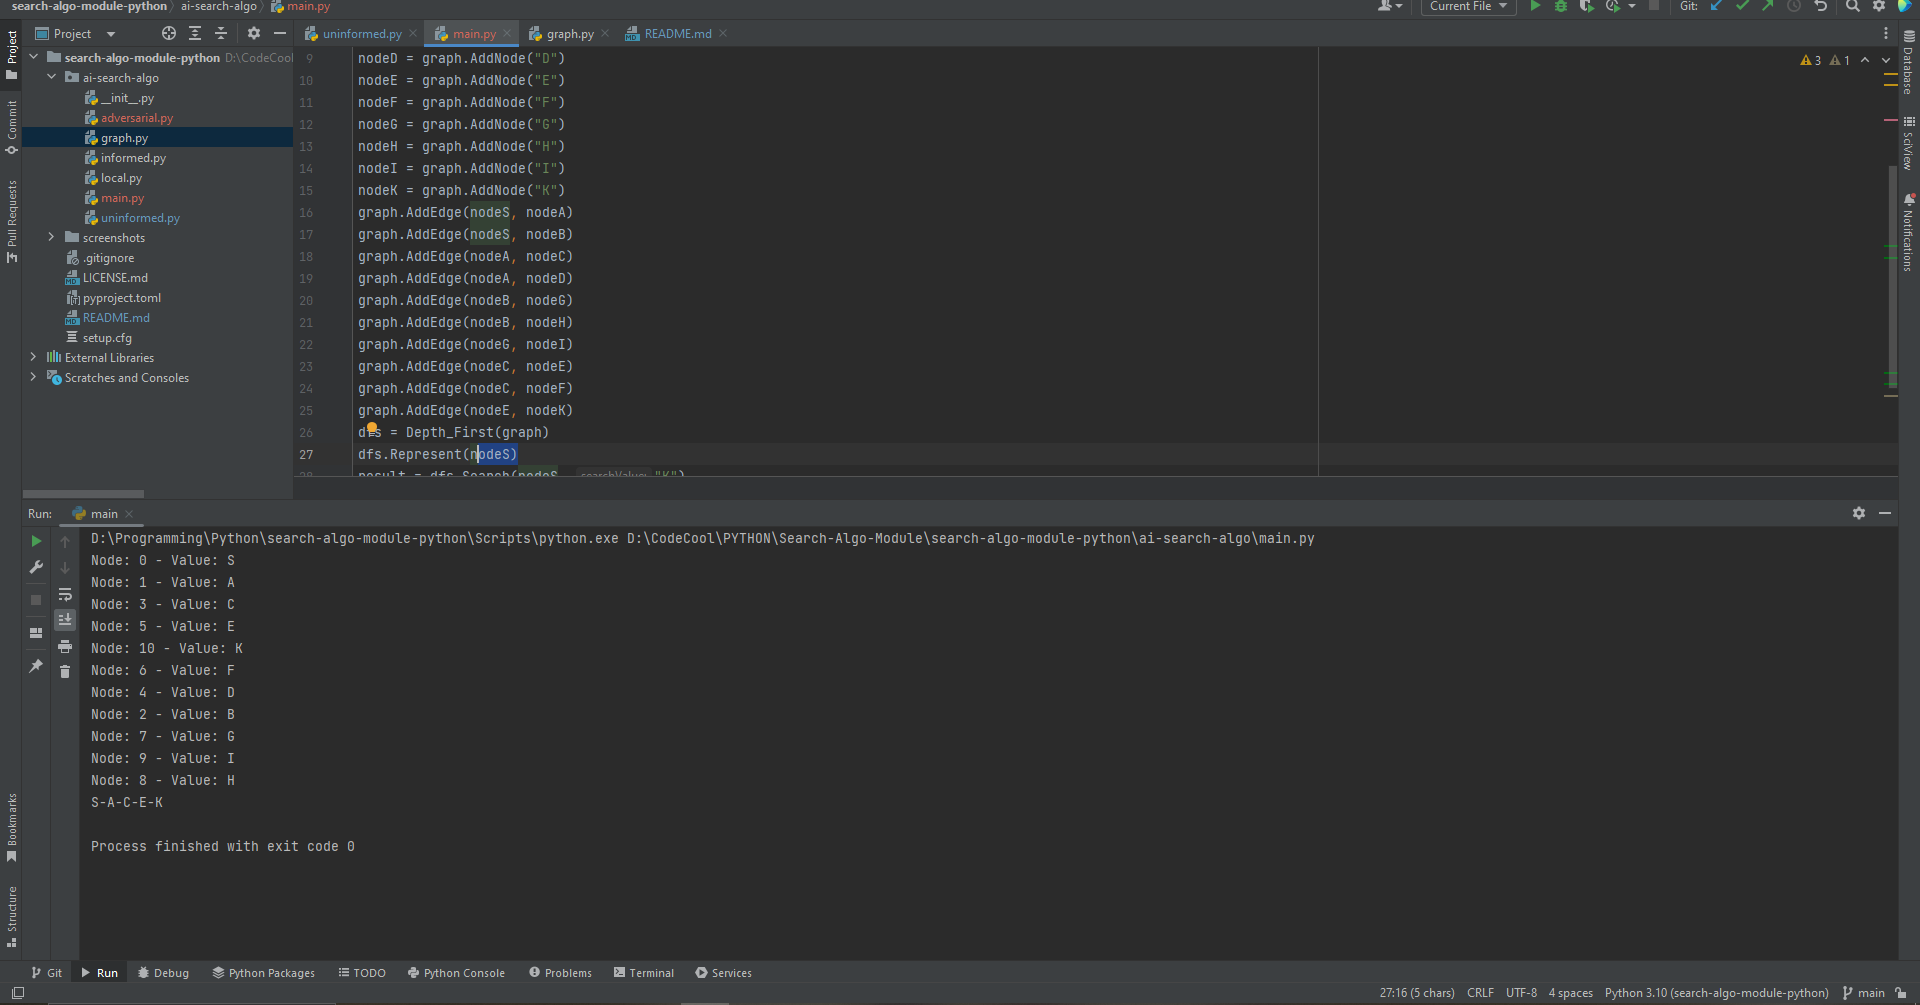 search-algo-module-python
ai-search-algo
main.py
Current File
Git:
Project
uninformed.py
main.py
graph.py
README.md
Project
Commit
Pull Requests
Bookmarks
Structure
search-algo-module-python D:\CodeCool
ai-search-algo
__init__.py
adversarial.py
graph.py
informed.py
local.py
main.py
uninformed.py
screenshots
.gitignore
LICENSE.md
pyproject.toml
README.md
setup.cfg
External Libraries
Scratches and Consoles
9 nodeD = graph.AddNode("D")
10 nodeE = graph.AddNode("E")
11 nodeF = graph.AddNode("F")
12 nodeG = graph.AddNode("G")
13 nodeH = graph.AddNode("H")
14 nodeI = graph.AddNode("I")
15 nodeK = graph.AddNode("K")
16 graph.AddEdge(nodeS, nodeA)
17 graph.AddEdge(nodeS, nodeB)
18 graph.AddEdge(nodeA, nodeC)
19 graph.AddEdge(nodeA, nodeD)
20 graph.AddEdge(nodeB, nodeG)
21 graph.AddEdge(nodeB, nodeH)
22 graph.AddEdge(nodeG, nodeI)
23 graph.AddEdge(nodeC, nodeE)
24 graph.AddEdge(nodeC, nodeF)
25 graph.AddEdge(nodeE, nodeK)
26 dfs = Depth_First(graph)
27 dfs.Represent(nodeS)
28 result = dfs.Search(nodeS, searchValue: "K")
3 1
Database
SciView
Notifications
Run: main
D:\Programming\Python\search-algo-module-python\Scripts\python.exe D:\CodeCool\PYTHON\Search-Algo-Module\search-algo-module-python\ai-search-algo\main.py
Node: 0 - Value: S
Node: 1 - Value: A
Node: 3 - Value: C
Node: 5 - Value: E
Node: 10 - Value: K
Node: 6 - Value: F
Node: 4 - Value: D
Node: 2 - Value: B
Node: 7 - Value: G
Node: 9 - Value: I
Node: 8 - Value: H
S-A-C-E-K
Process finished with exit code 0
Git Run Debug Python Packages TODO Python Console Problems Terminal Services
27:16 (5 chars) CRLF UTF-8 4 spaces Python 3.10 (search-algo-module-python) main